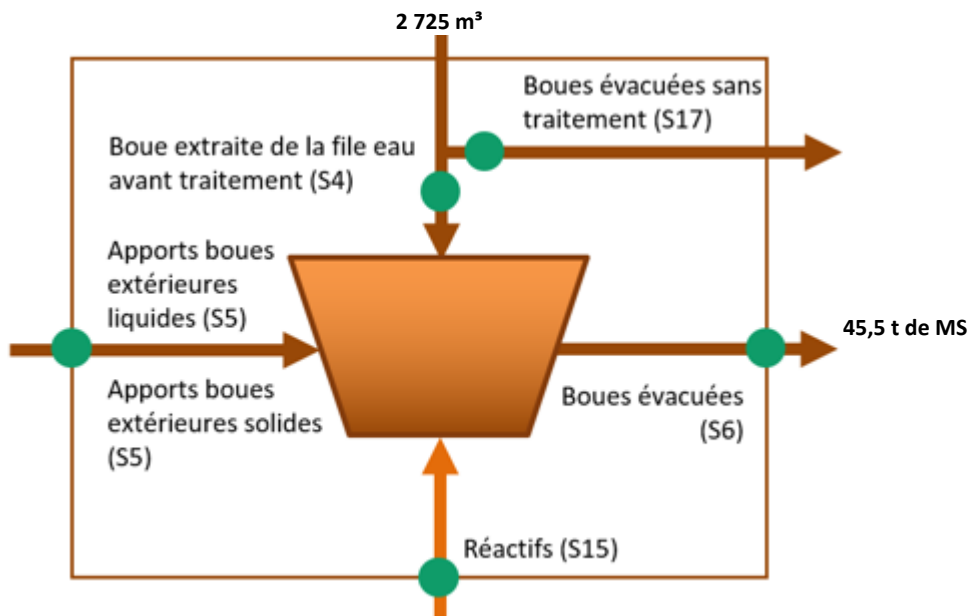 2 725 m³
Boues évacuées sans
traitement (S17)
Boue extraite de la file eau
avant traitement (S4)
Apports boues
extérieures
liquides (S5)
45,5 t de MS
Apports boues
extérieures solides
(S5)
Boues évacuées
(S6)
Réactifs (S15)